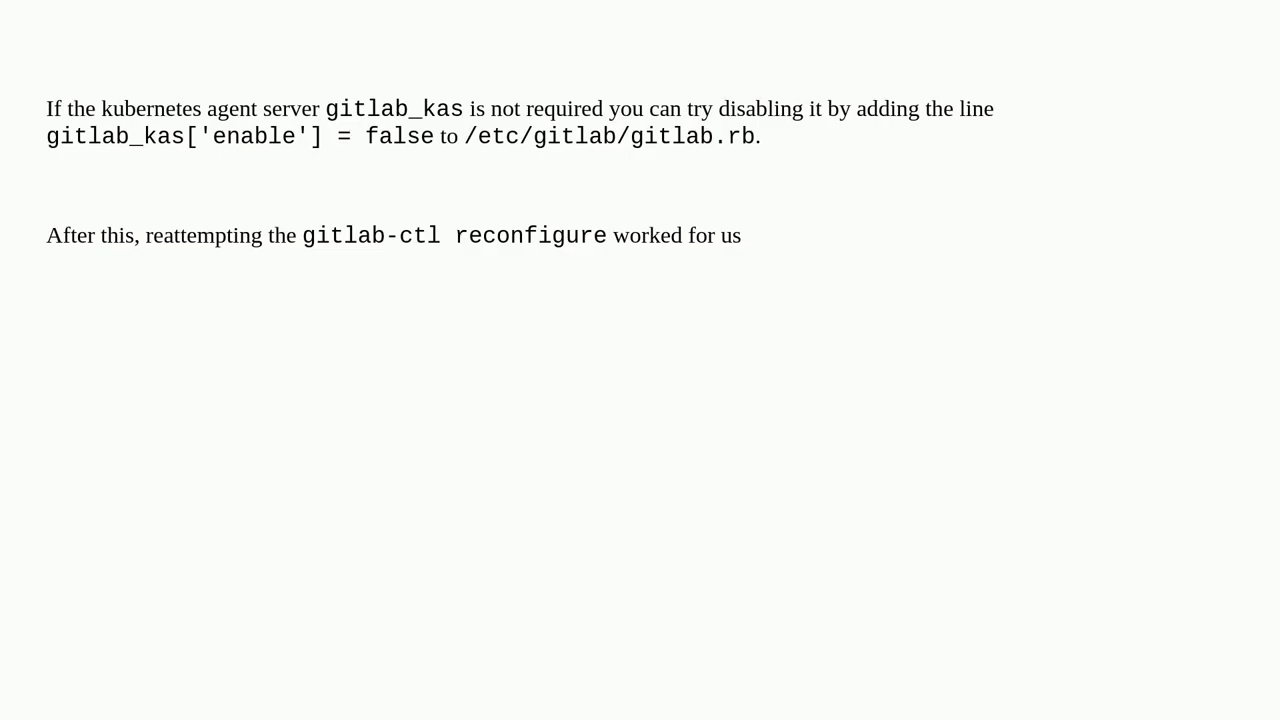 If the kubernetes agent server gitlab_kas is not required you can try disabling it by adding the line
gitlab_kas['enable'] = false to /etc/gitlab/gitlab.rb.
After this, reattempting the gitlab-ctl reconfigure worked for us